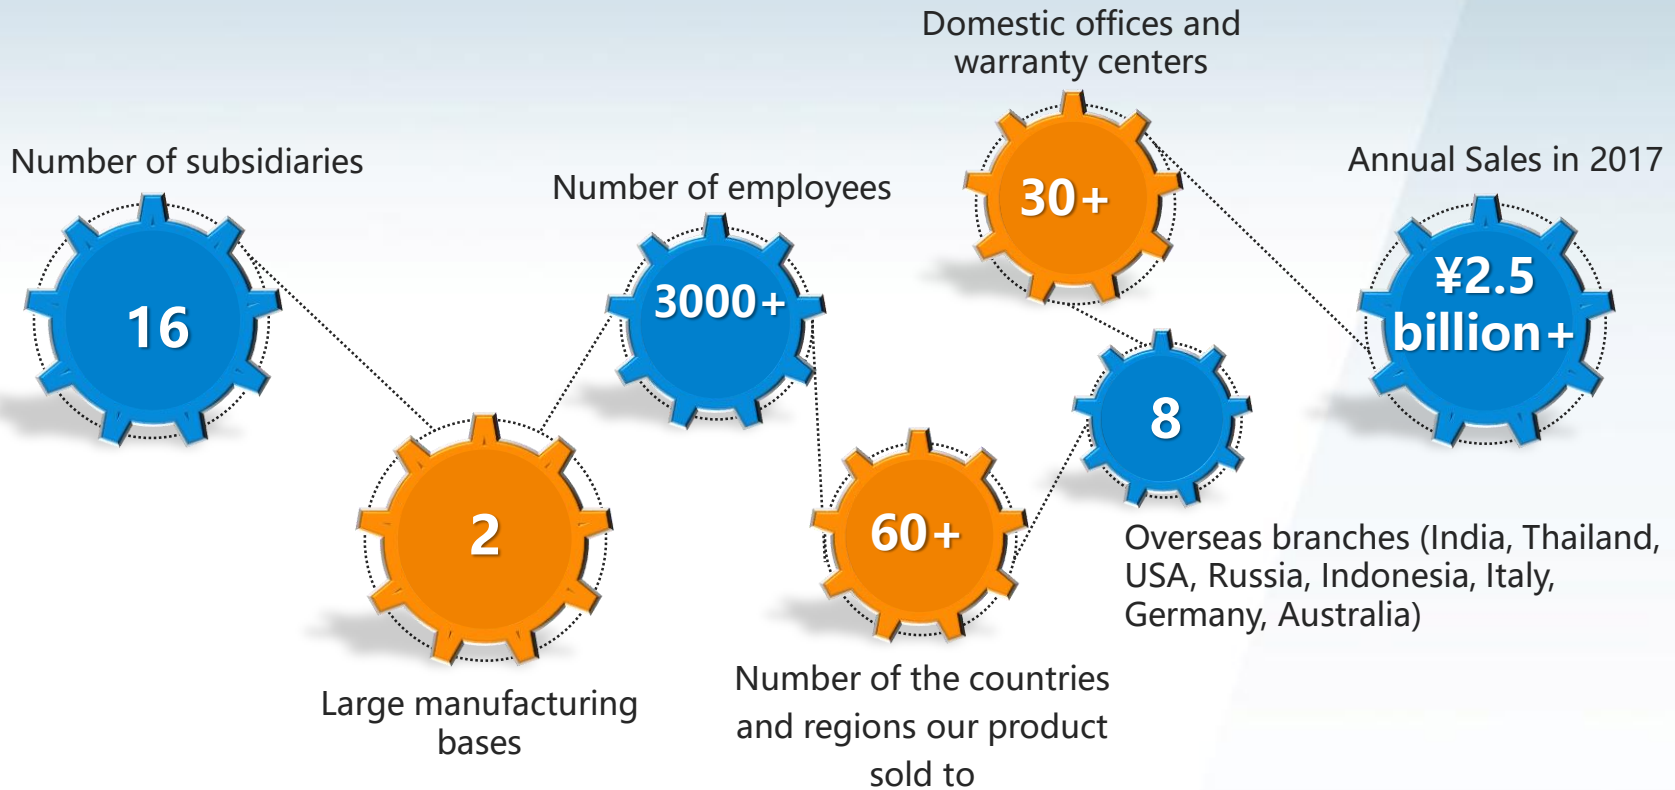 Number of subsidiaries
16
2
Large manufacturing
bases
Number of employees
3000+
60+
Number of the countries
and regions our product
sold to
Domestic offices and
warranty centers
30+
8
Overseas branches (India, Thailand,
USA, Russia, Indonesia, Italy,
Germany, Australia)
Annual Sales in 2017
¥2.5
billion+